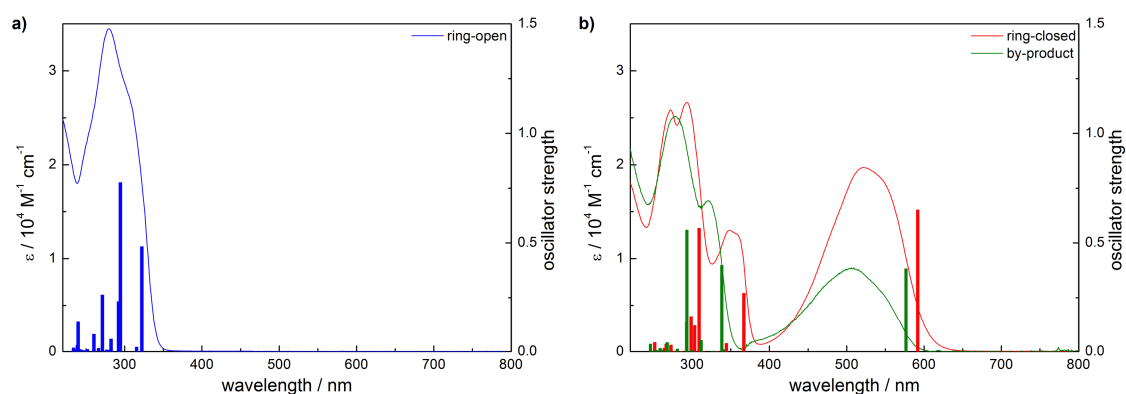 a)
ring-open
3
2
1
0
1.5
1.0
0.5
0.0
300 400 500 600 700 800
ε / 10⁴ M⁻¹ cm⁻¹
oscillator strength
wavelength / nm
b)
ring-closed
by-product
3
2
1
0
1.5
1.0
0.5
0.0
300 400 500 600 700 800
ε / 10⁴ M⁻¹ cm⁻¹
oscillator strength
wavelength / nm